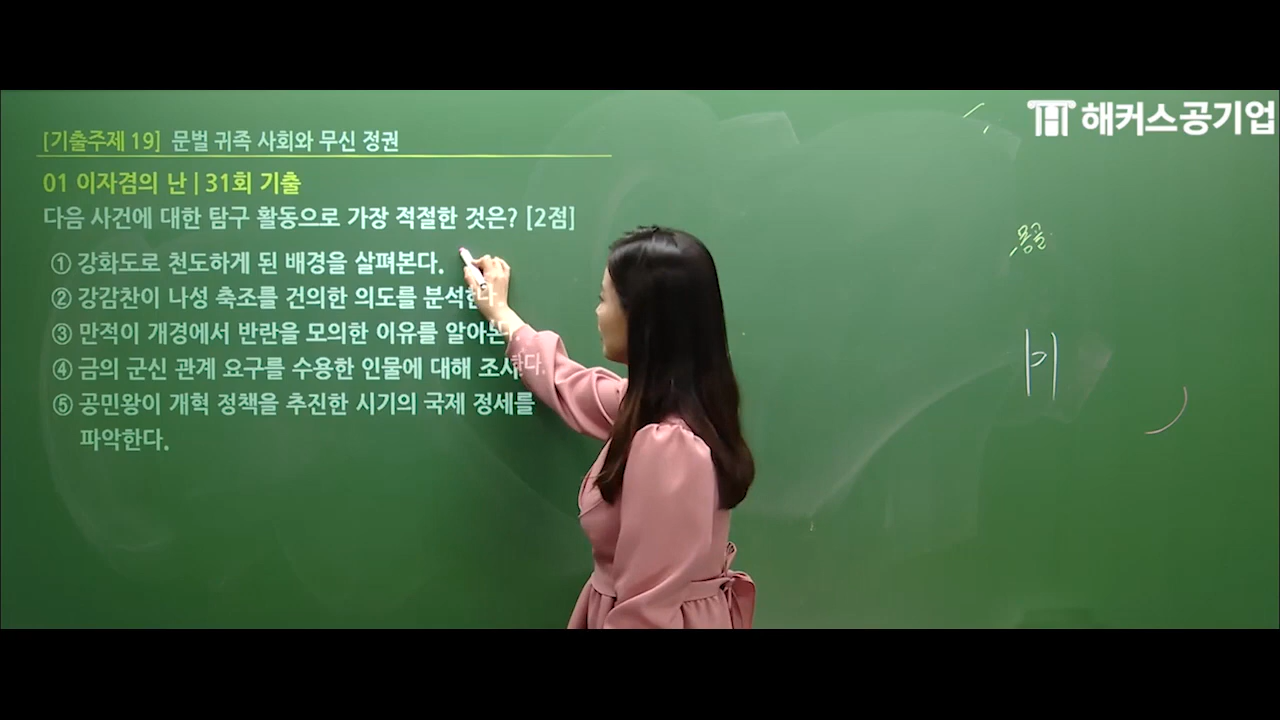 해커스공기업
[기출주제 19] 문벌 귀족 사회와 무신 정권
01 이자겸의 난 | 31회 기출
다음 사건에 대한 탐구 활동으로 가장 적절한 것은? [2점]
① 강화도로 천도하게 된 배경을 살펴본다.
② 강감찬이 나성 축조를 건의한 의도를 분석한다.
③ 만적이 개경에서 반란을 모의한 이유를 알아본다.
④ 금의 군신 관계 요구를 수용한 인물에 대해 조사한다.
⑤ 공민왕이 개혁 정책을 추진한 시기의 국제 정세를
파악한다.
몽골